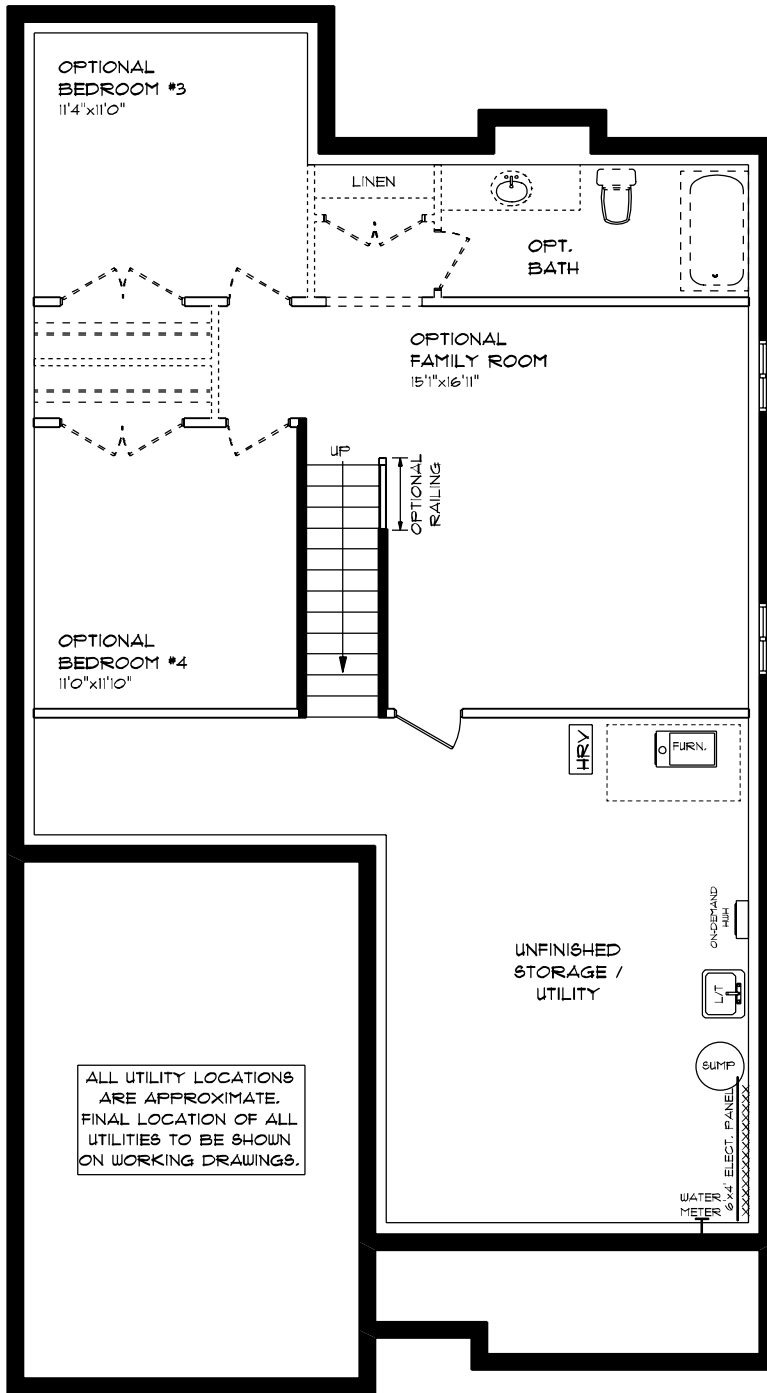 OPTIONAL
BEDROOM #3
11'4"x11'0"
LINEN
OPT.
BATH
OPTIONAL
FAMILY ROOM
15'1"x16'11"
UP
OPTIONAL
RAILING
OPTIONAL
BEDROOM #4
11'0"x11'10"
HRV
FURN.
ON-DEMAND
HWH
UNFINISHED
STORAGE /
UTILITY
L/T
SUMP
6'x4' ELECT. PANEL
WATER
METER
ALL UTILITY LOCATIONS
ARE APPROXIMATE.
FINAL LOCATION OF ALL
UTILITIES TO BE SHOWN
ON WORKING DRAWINGS.